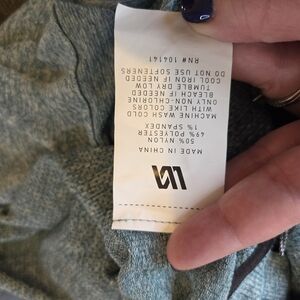 MADE IN CHINA
50% NYLON
49% POLYESTER
1% SPANDEX
MACHINE WASH COLD
WITH LIKE COLORS
ONLY NON-CHLORINE
BLEACH IF NEEDED
TUMBLE DRY LOW
COOL IRON IF NEEDED
DO NOT USE SOFTENERS
RN# 104141